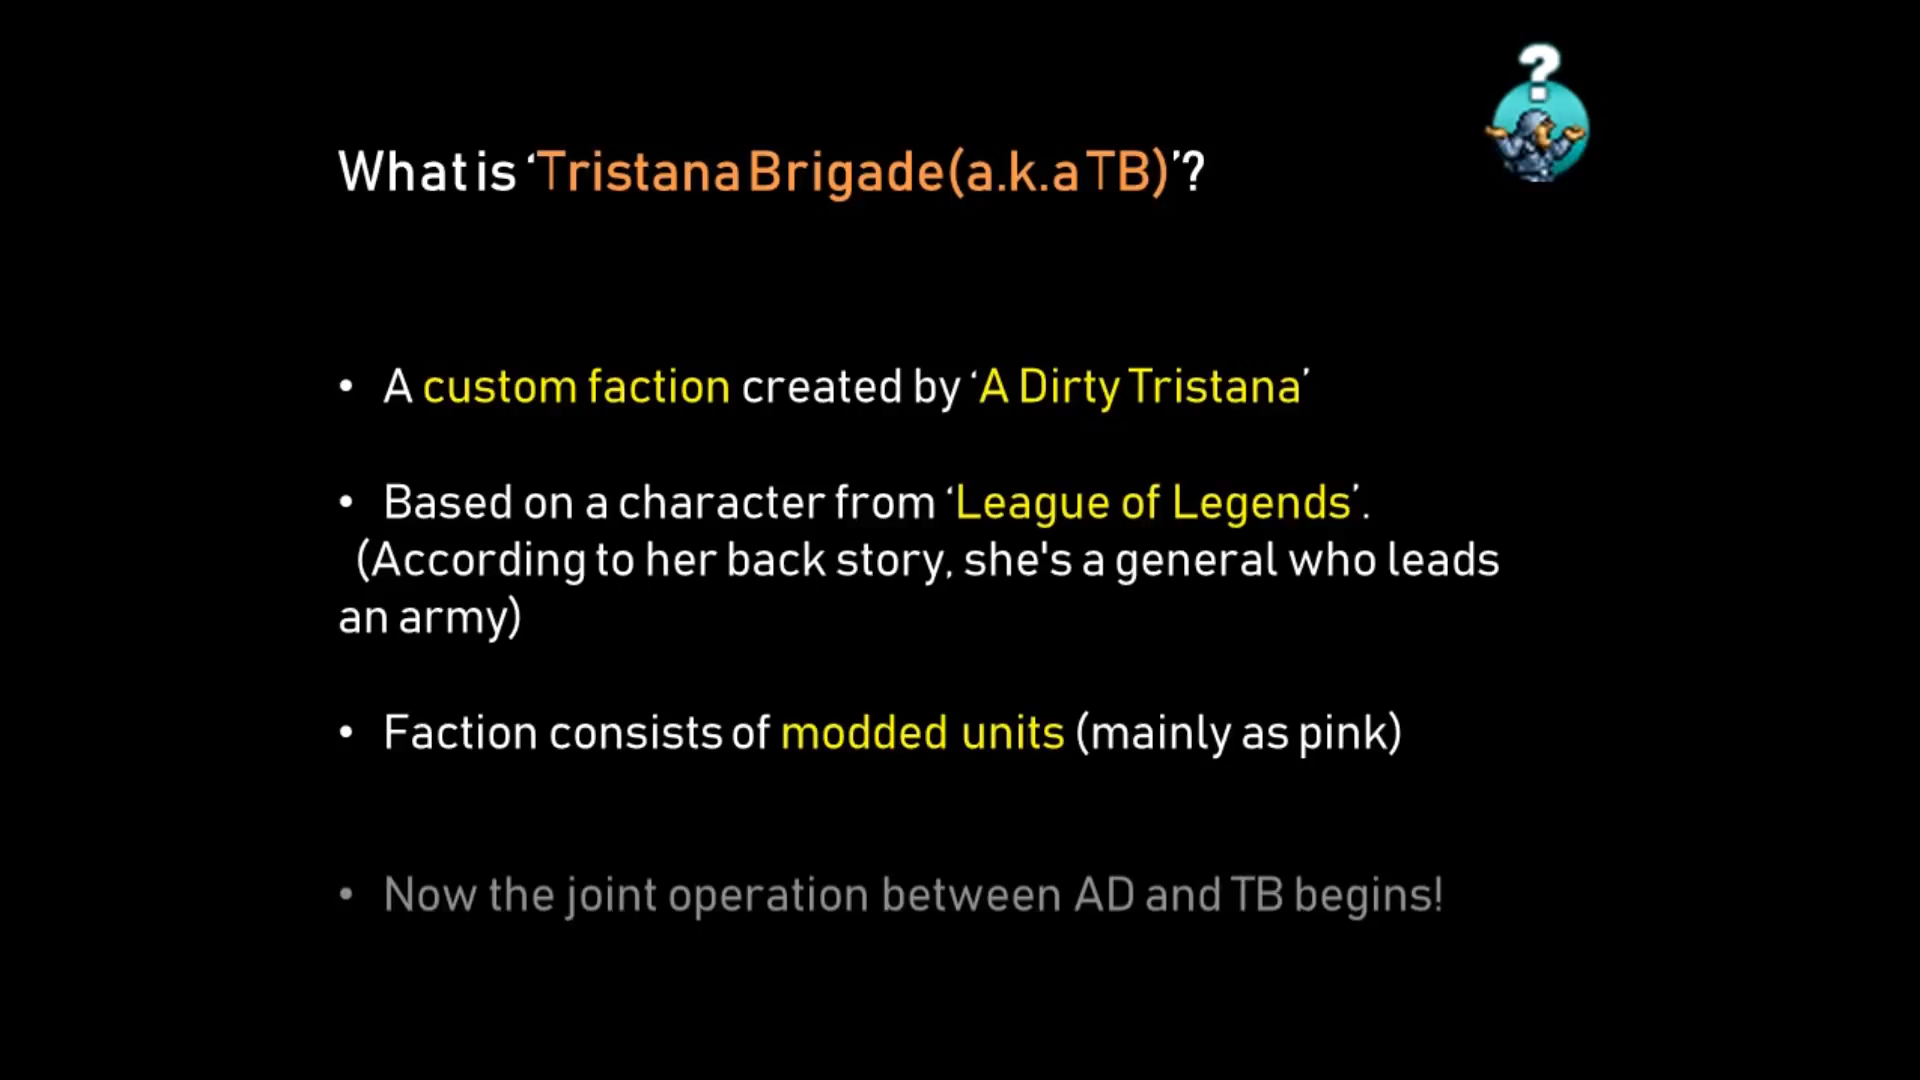 ?
What is ‘Tristana Brigade(a.k.a TB)’?
• A custom faction created by ‘A Dirty Tristana’
• Based on a character from ‘League of Legends’.
(According to her back story, she's a general who leads
an army)
• Faction consists of modded units (mainly as pink)
• Now the joint operation between AD and TB begins!